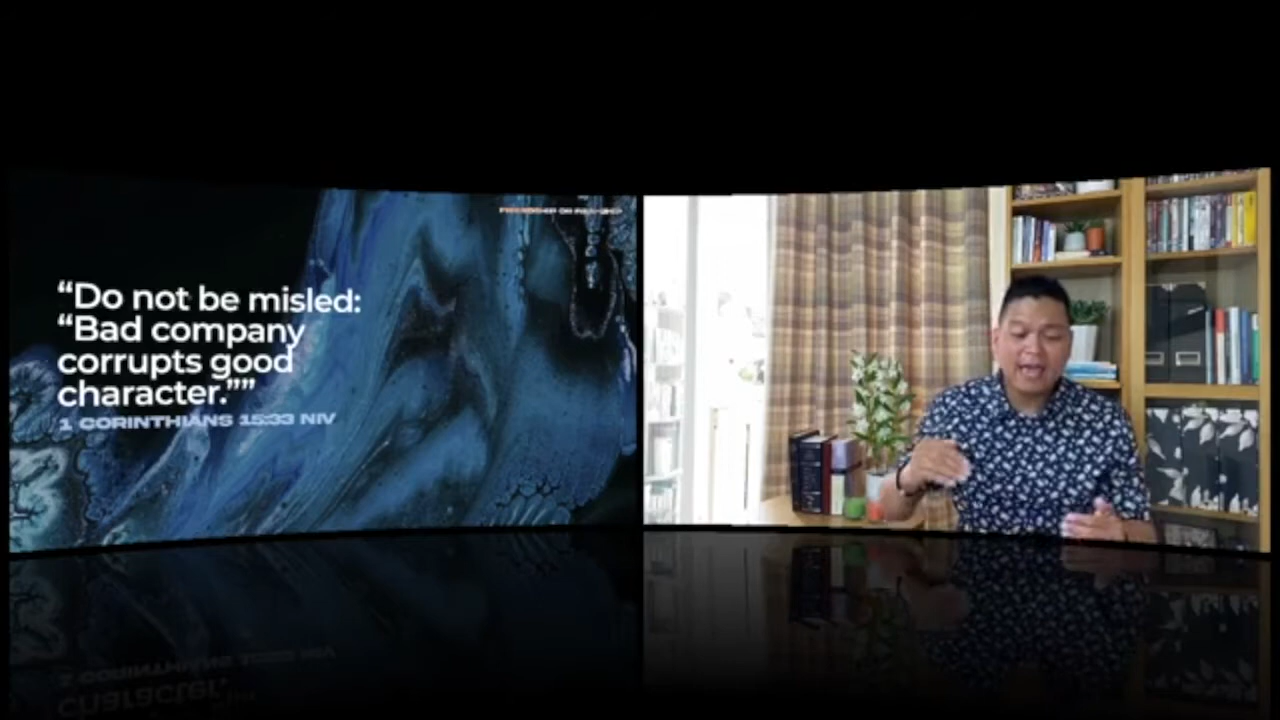 “Do not be misled:
“Bad company
corrupts good
character.””
1 CORINTHIANS 15:33 NIV